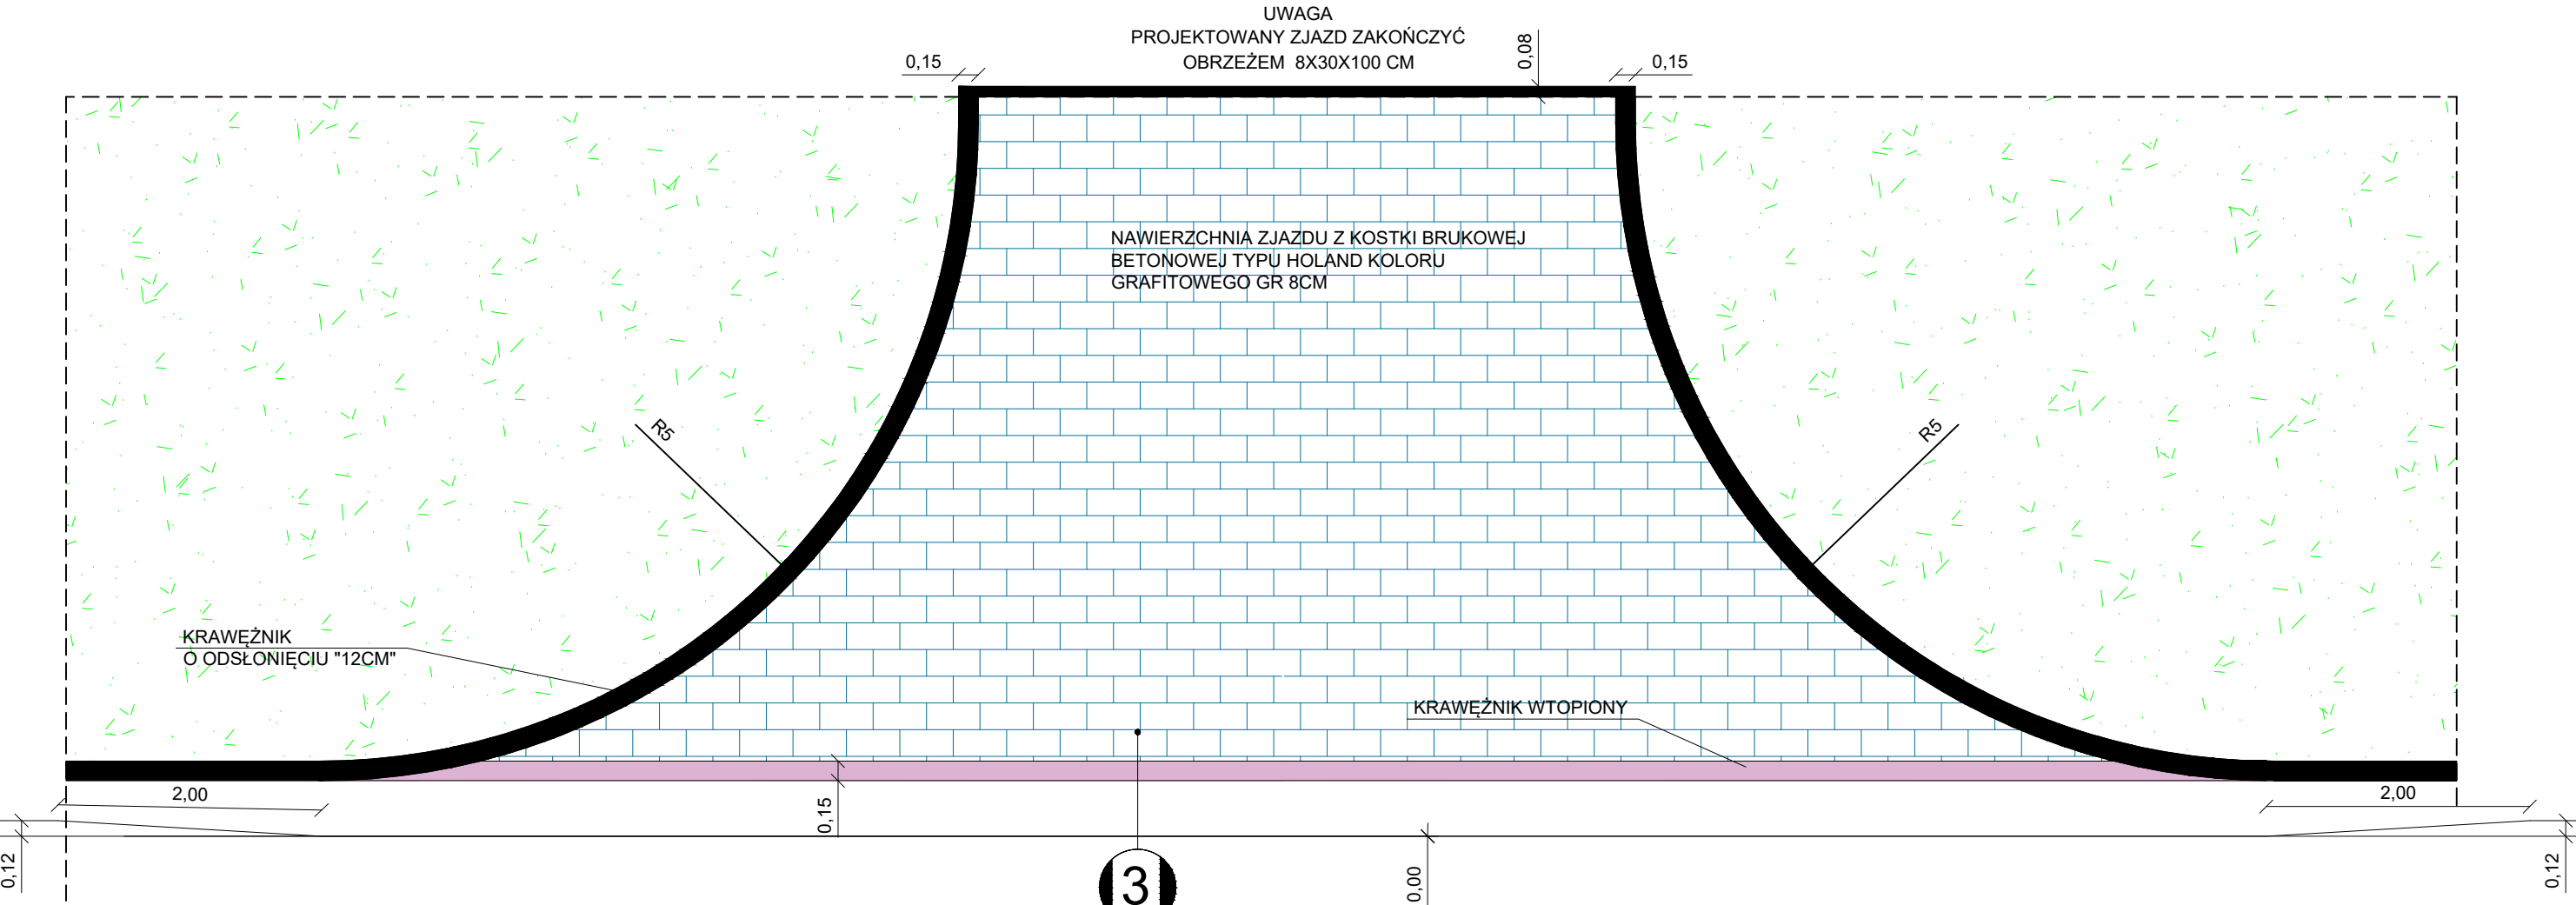 UWAGA
PROJEKTOWANY ZJAZD ZAKOŃCZYĆ
OBRZEŻEM 8X30X100 CM
0,15
0,08
0,15
NAWIERZCHNIA ZJAZDU Z KOSTKI BRUKOWEJ
BETONOWEJ TYPU HOLAND KOLORU
GRAFITOWEGO GR 8CM
R5
R5
KRAWĘŻNIK
O ODSŁONIĘCIU "12CM"
KRAWĘŻNIK WTOPIONY
2,00
0,15
2,00
0,12
3
0,00
0,12